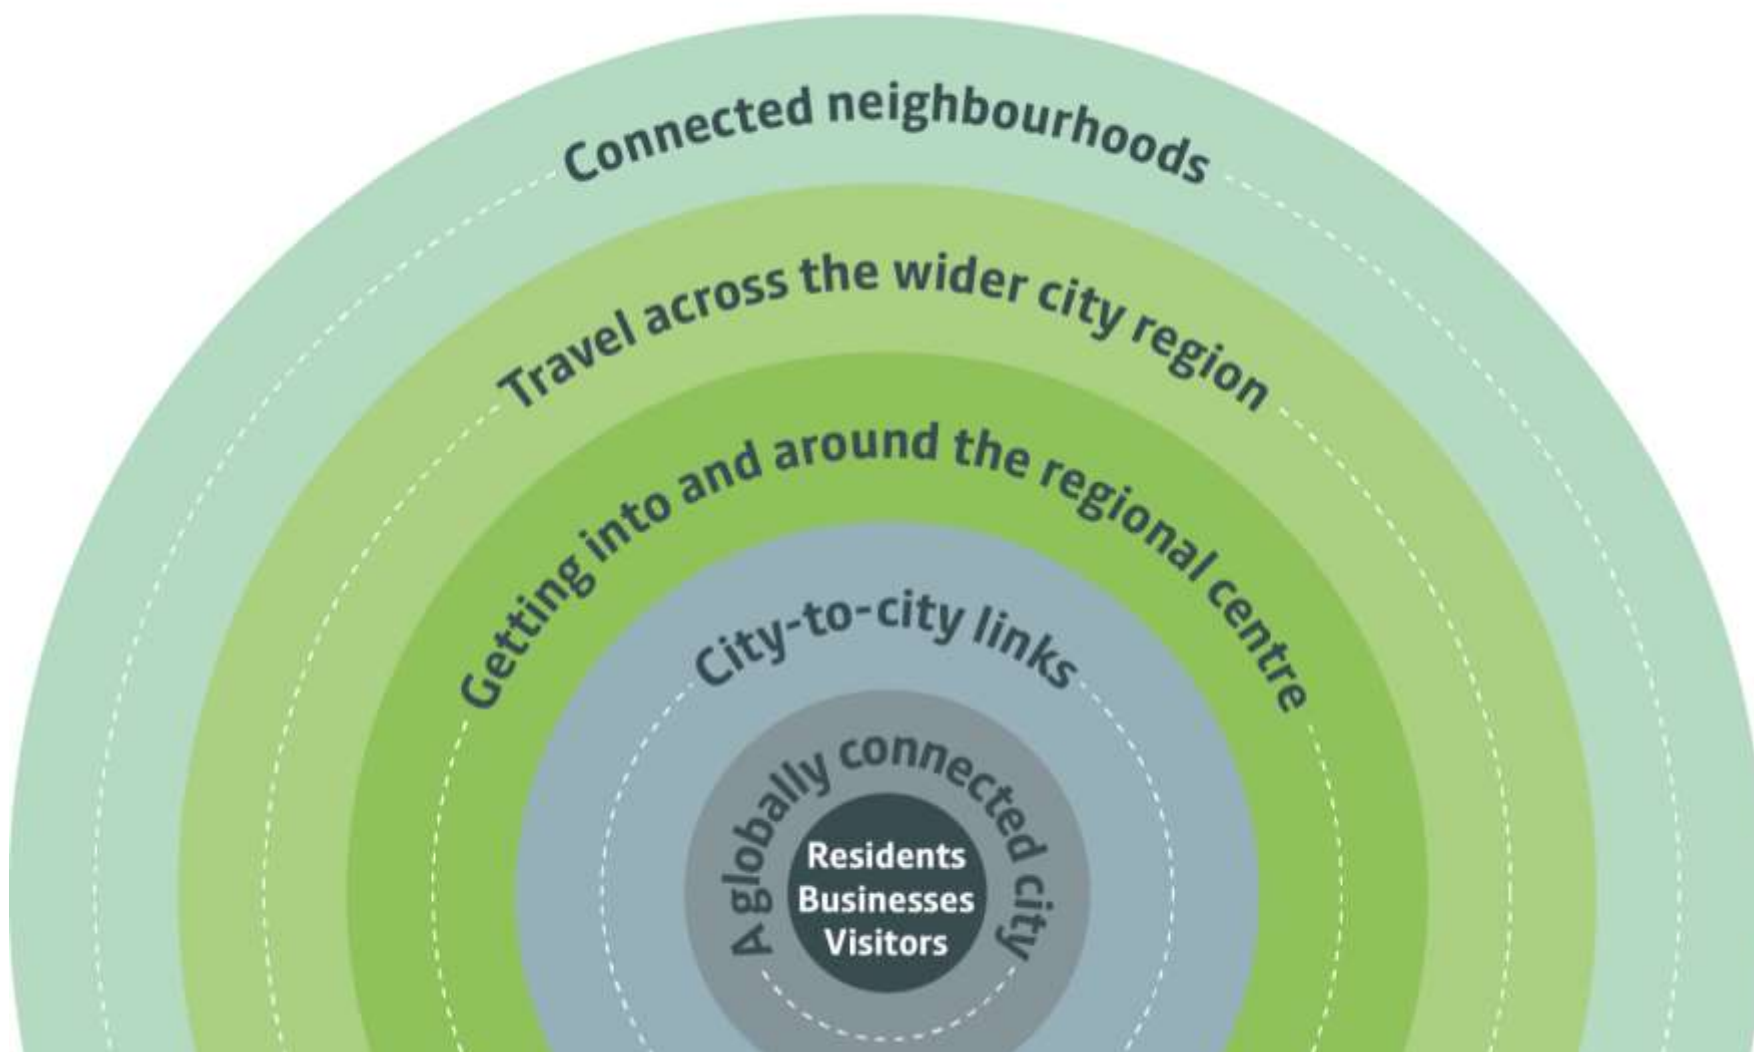 Connected neighbourhoods
Travel across the wider city region
Getting into and around the regional centre
City-to-city links
A globally connected city
Residents
Businesses
Visitors